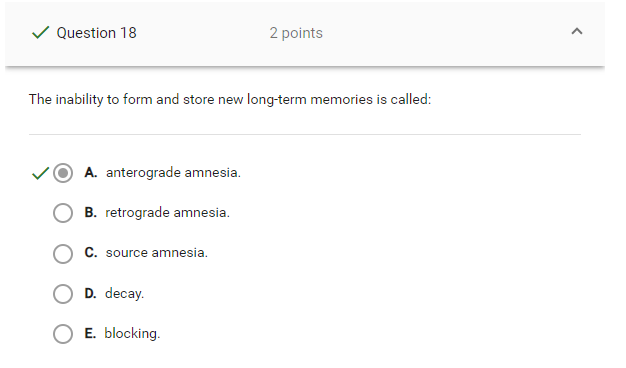 Question 18 2 points
The inability to form and store new long-term memories is called:
A. anterograde amnesia.
B. retrograde amnesia.
C. source amnesia.
D. decay.
E. blocking.